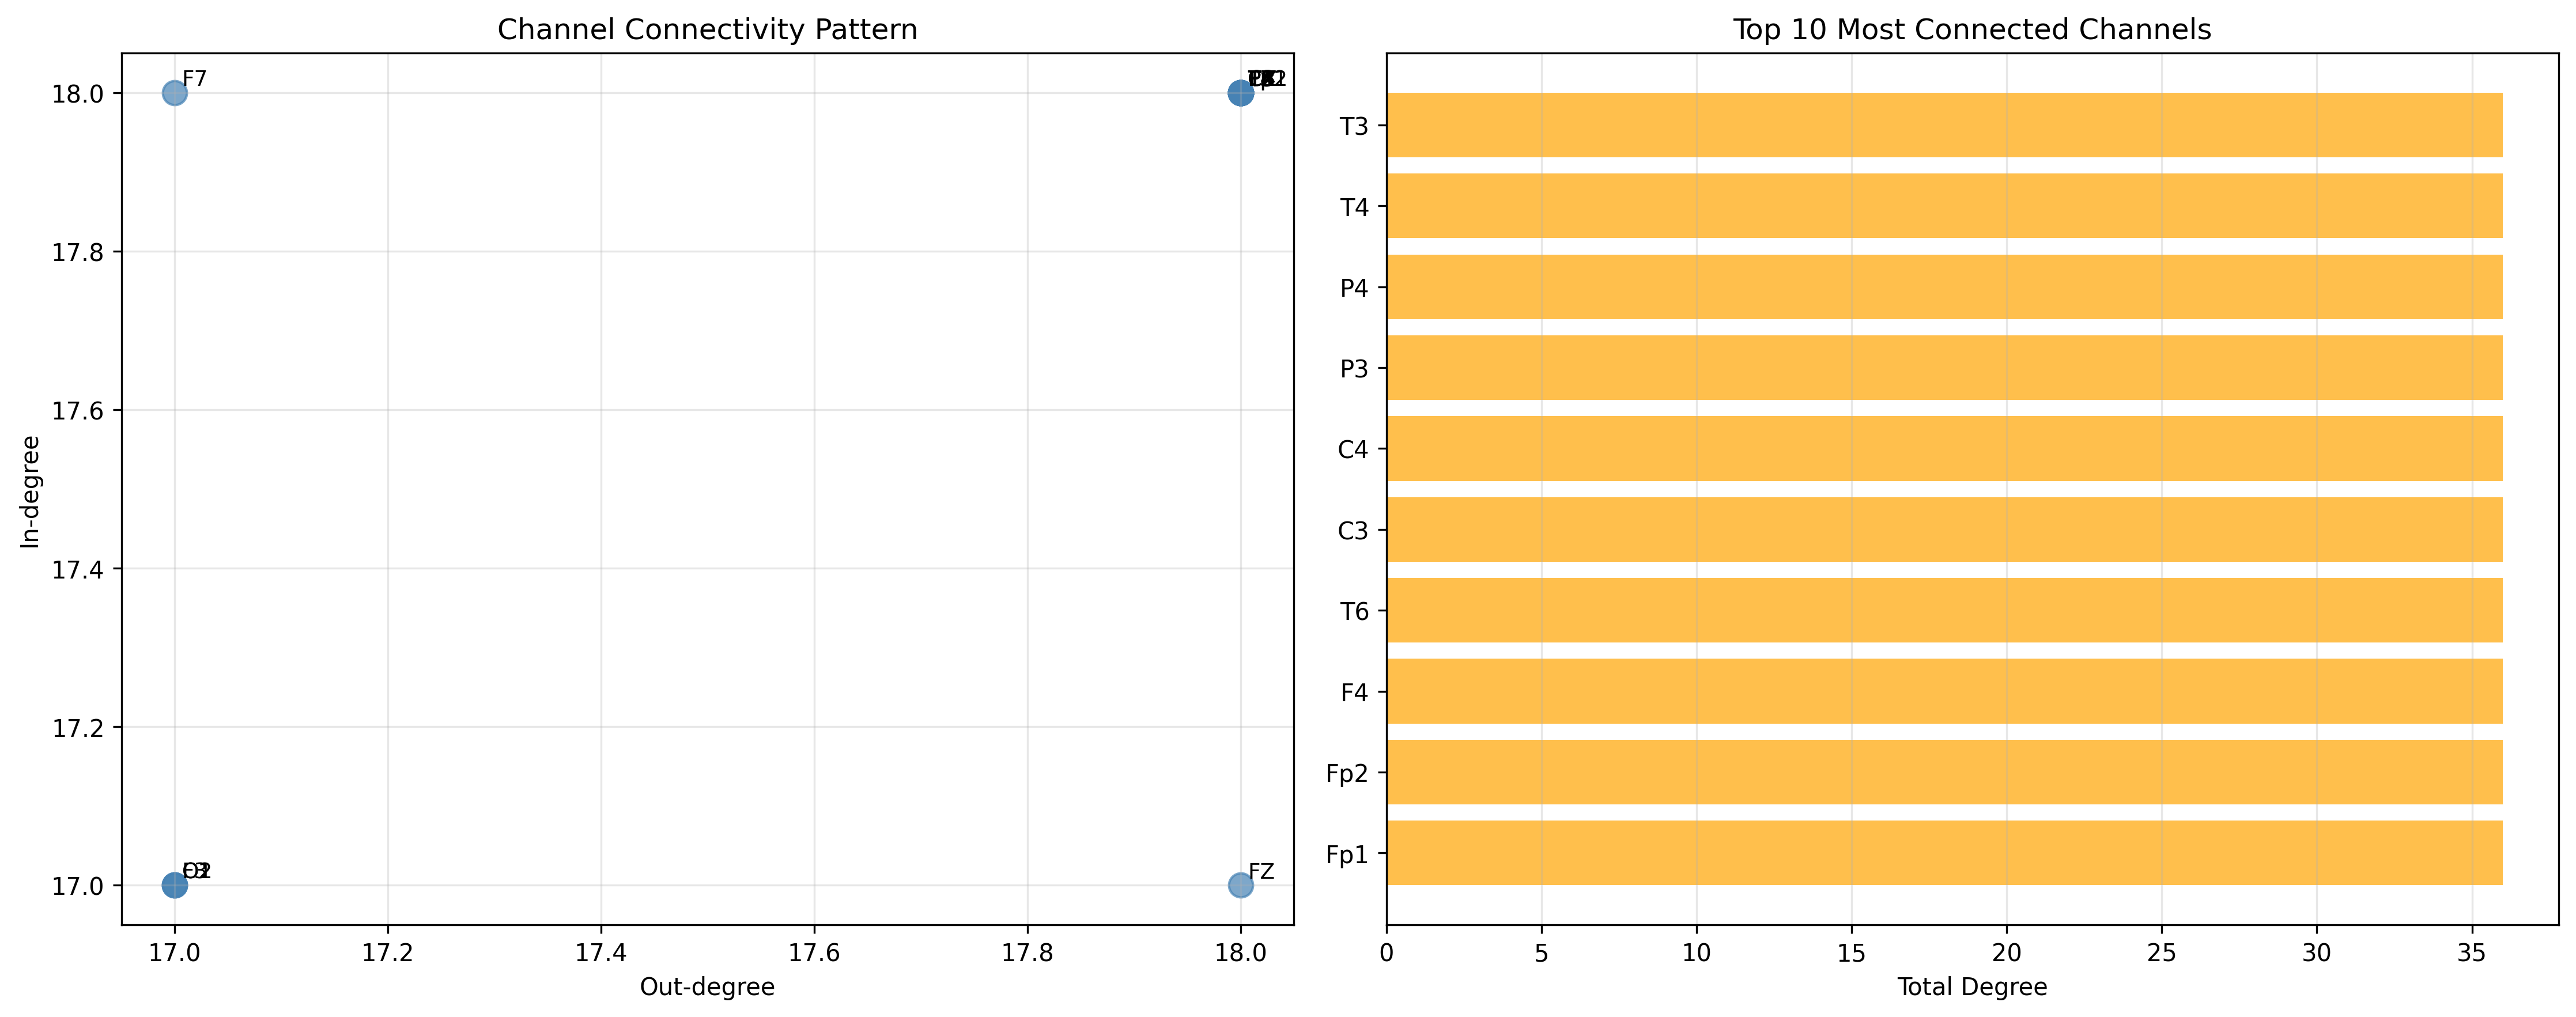 Channel Connectivity Pattern
F7
18.0
17.8
17.6
17.4
17.2
17.0
FZ
In-degree
17.0 17.2 17.4 17.6 17.8 18.0
Out-degree
Top 10 Most Connected Channels
T3
T4
P4
P3
C4
C3
T6
F4
Fp2
Fp1
0 5 10 15 20 25 30 35
Total Degree